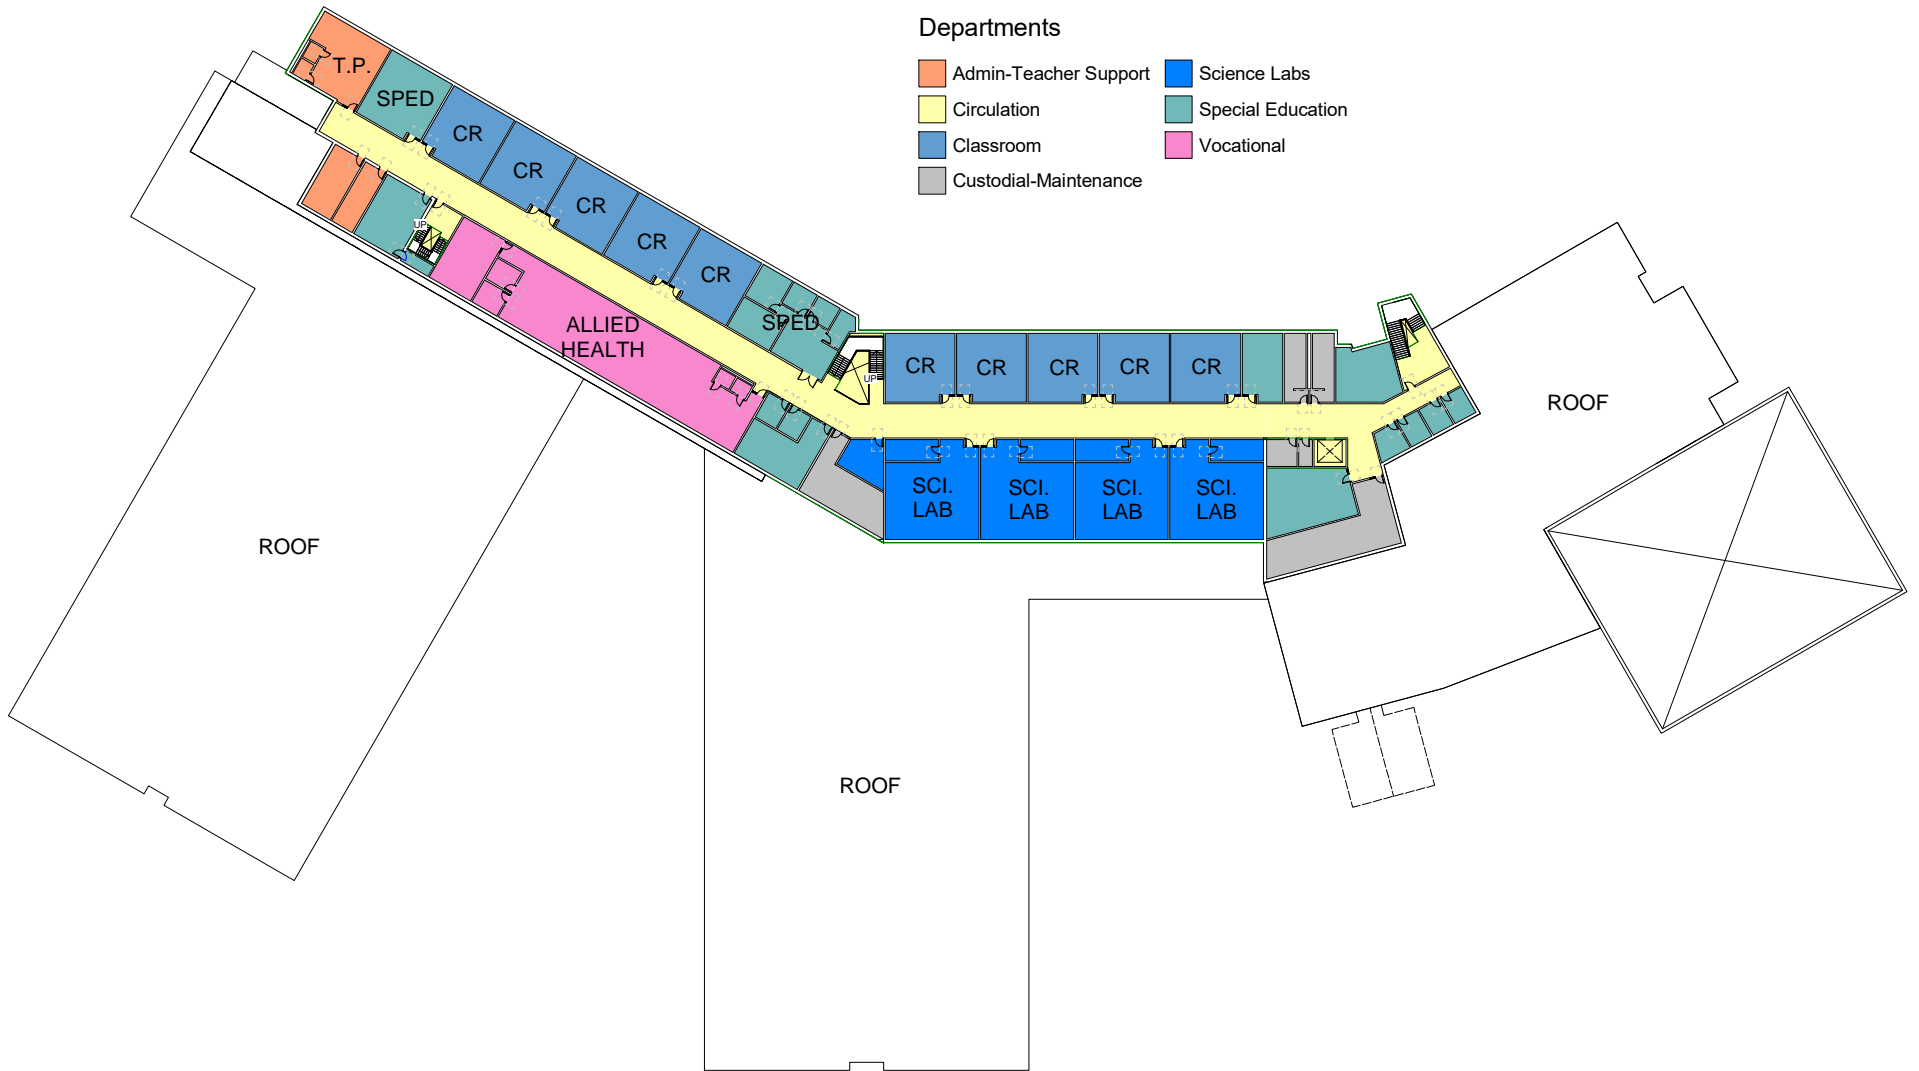 Departments
Admin-Teacher Support
Circulation
Classroom
Custodial-Maintenance
Science Labs
Special Education
Vocational
T.P.
SPED
CR
CR
CR
CR
CR
SPED
UP
ALLIED
HEALTH
UP
CR
CR
CR
CR
CR
SCI.
LAB
SCI.
LAB
SCI.
LAB
SCI.
LAB
ROOF
ROOF
ROOF